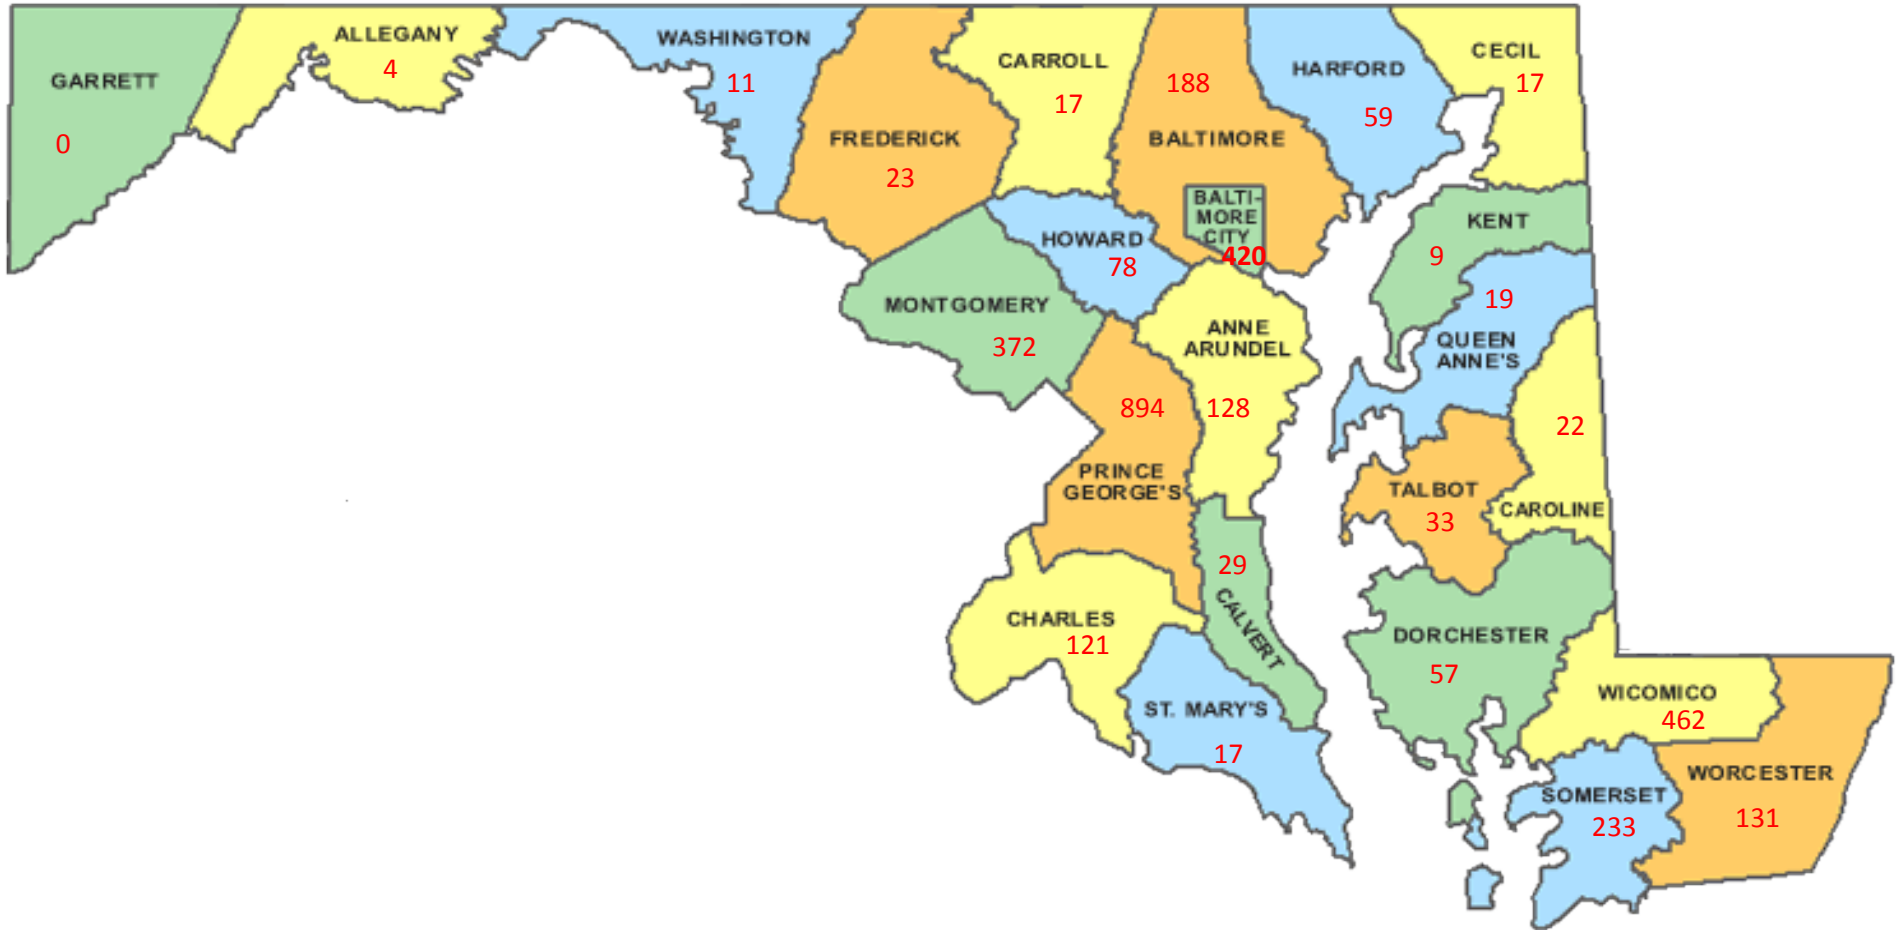 GARRETT
0
ALLEGANY
4
WASHINGTON
11
FREDERICK
23
CARROLL
17
188
BALTIMORE
BALTI-
MORE
CITY
420
HARFORD
59
CECIL
17
HOWARD
78
MONTGOMERY
372
ANNE
ARUNDEL
128
894
PRINCE
GEORGE'S
KENT
9
19
QUEEN
ANNE'S
22
CAROLINE
TALBOT
33
29
CALVERT
CHARLES
121
ST. MARY'S
17
DORCHESTER
57
WICOMICO
462
SOMERSET
233
WORCESTER
131